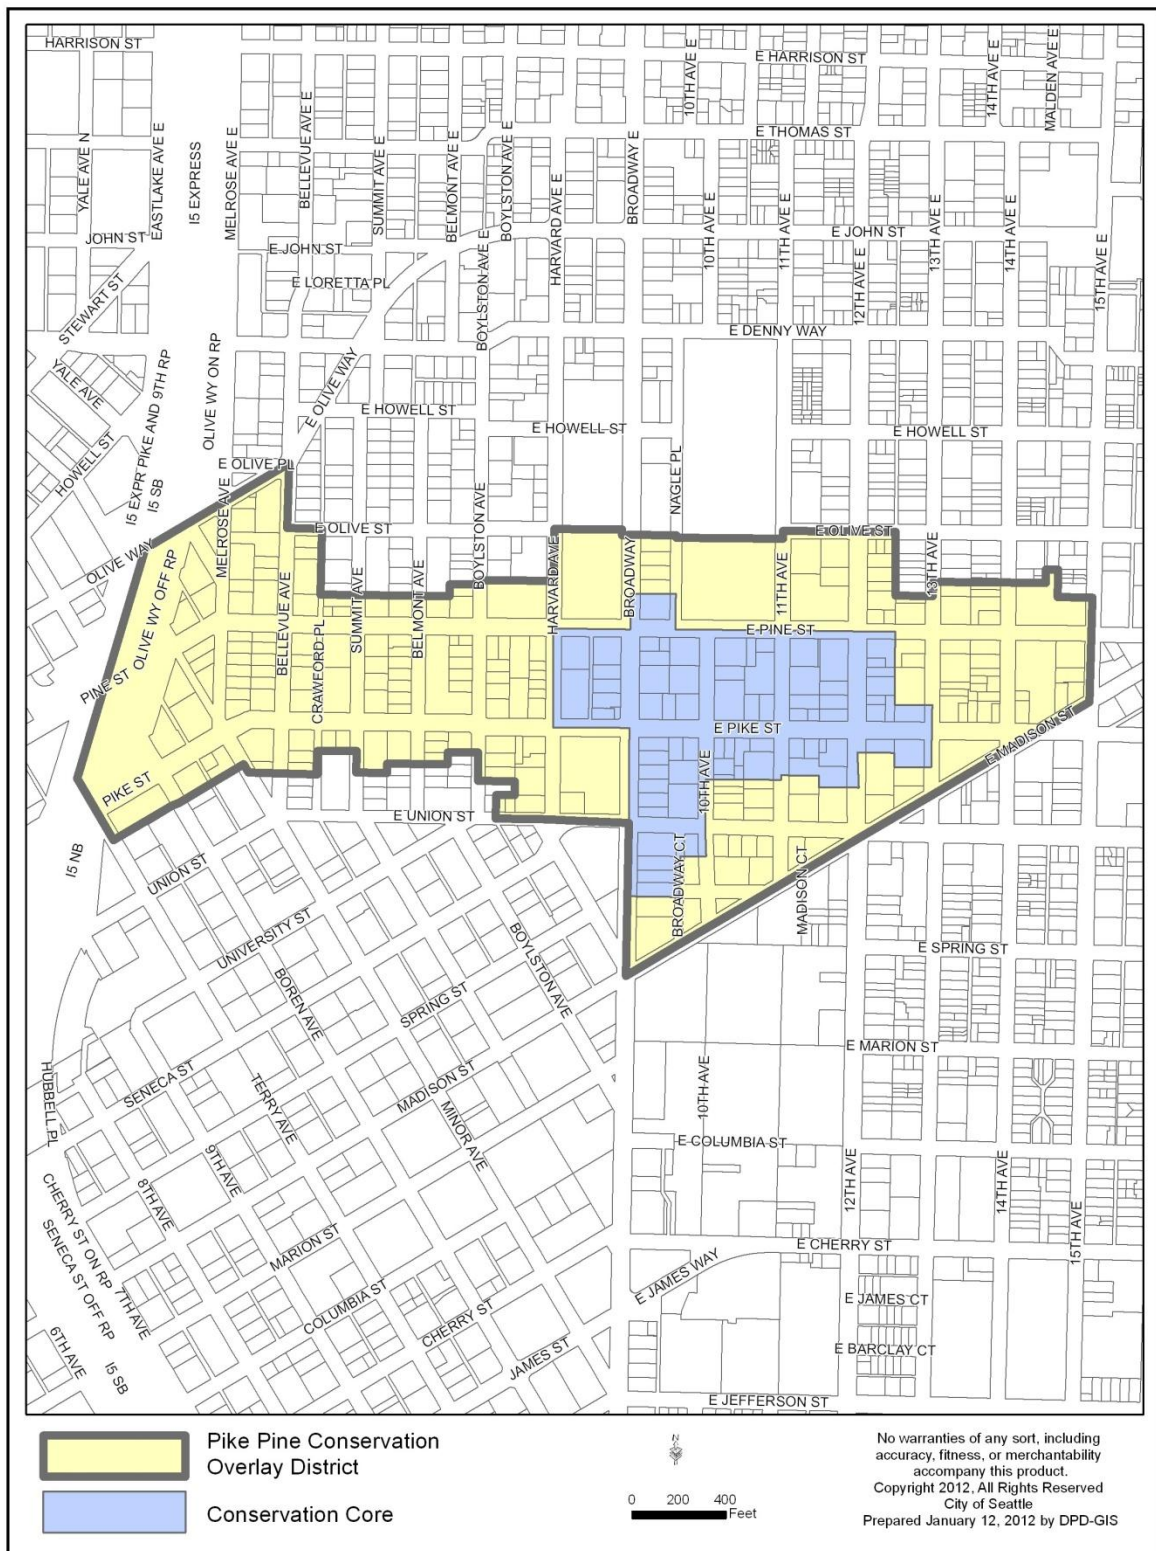 HARRISON ST
E HARRISON ST
10TH AVE E
14TH AVE E
MALDEN AVE E
E THOMAS ST
YALE AVE N
EASTLAKE AVE E
I5 EXPRESS
MELROSE AVE E
BELLEVUE AVE E
SUMMIT AVE E
BELMONT AVE E
BOYLSTON AVE E
HARVARD AVE E
BROADWAY E
JOHN ST
E JOHN ST
E JOHN ST
10TH AVE E
11TH AVE E
12TH AVE E
13TH AVE E
14TH AVE E
15TH AVE E
E LORETTA PL
BOYLSTON AVE E
STEWART ST
E DENNY WAY
YALE AVE
OLIVE WY ON RP
E OLIVE WAY
I5 EXPR PIKE AND 9TH RP
HOWELL ST
E HOWELL ST
E HOWELL ST
E HOWELL ST
I5 SB
E OLIVE PL
NAGLE PL
MELROSE AVE
E OLIVE ST
BOYLSTON AVE
E OLIVE ST
OLIVE WAY
OLIVE WY OFF RP
BELLEVUE AVE
CRAWFORD PL
SUMMIT AVE
BELMONT AVE
HARVARD AVE
BROADWAY
11TH AVE
13TH AVE
E PINE ST
PINE ST
E PIKE ST
E MADISON ST
PIKE ST
10TH AVE
E UNION ST
I5 NB
UNION ST
BROADWAY CT
MADISON CT
UNIVERSITY ST
BOYLSTON AVE
E SPRING ST
BOREN AVE
SPRING ST
E MARION ST
HUBBELL PL
SENECA ST
MADISON ST
10TH AVE
TERRY AVE
MINOR AVE
E COLUMBIA ST
9TH AVE
12TH AVE
14TH AVE
8TH AVE
CHERRY ST ON RP
SENECA ST OFF RP
15TH AVE
MARION ST
E CHERRY ST
7TH AVE
E JAMES WAY
COLUMBIA ST
E JAMES CT
CHERRY ST
6TH AVE
JAMES ST
E BARCLAY CT
I5 SB
E JEFFERSON ST
Pike Pine Conservation
Overlay District
Conservation Core
N
0 200 400
Feet
No warranties of any sort, including
accuracy, fitness, or merchantability
accompany this product.
Copyright 2012, All Rights Reserved
City of Seattle
Prepared January 12, 2012 by DPD-GIS